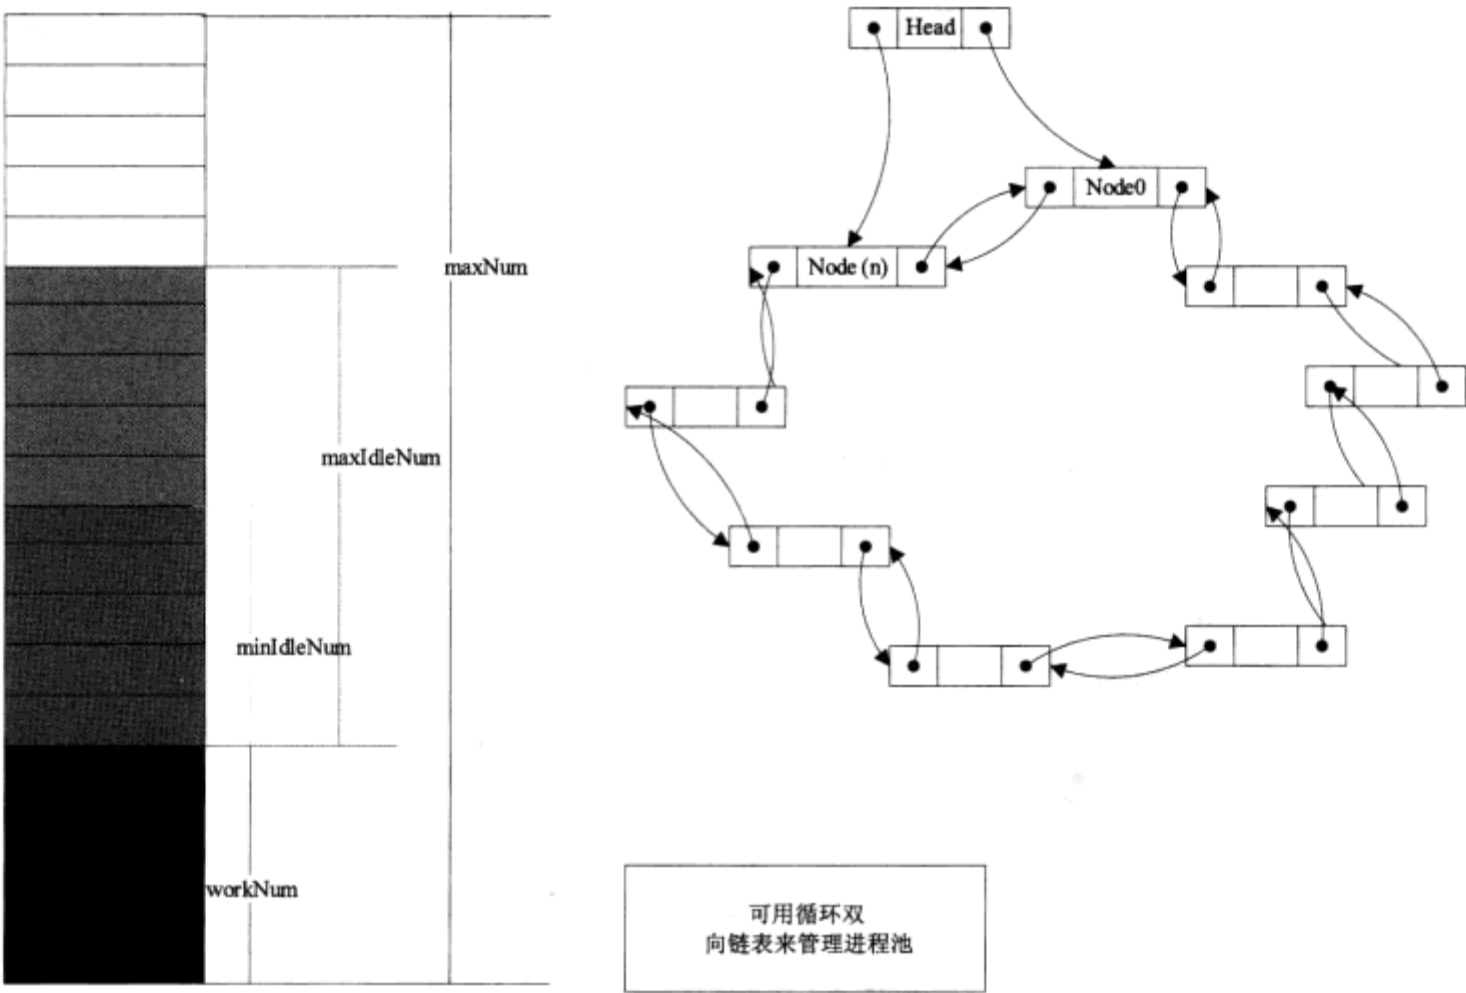 Head
Node0
Node (n)
maxNum
maxIdleNum
minIdleNum
workNum
可用循环双
向链表来管理进程池